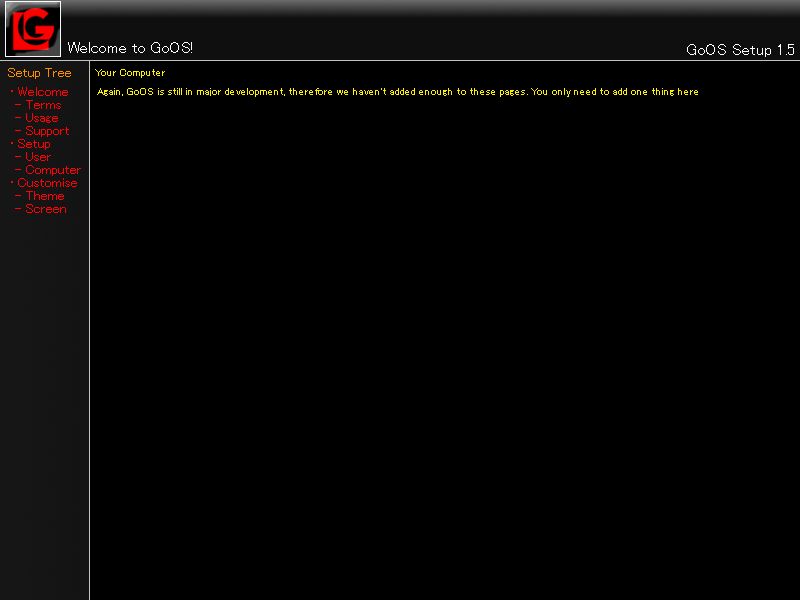 G
Welcome to GoOS!
GoOS Setup 1.5
Setup Tree
· Welcome
- Terms
- Usage
- Support
· Setup
- User
- Computer
· Customise
- Theme
- Screen
Your Computer
Again, GoOS is still in major development, therefore we haven't added enough to these pages. You only need to add one thing here